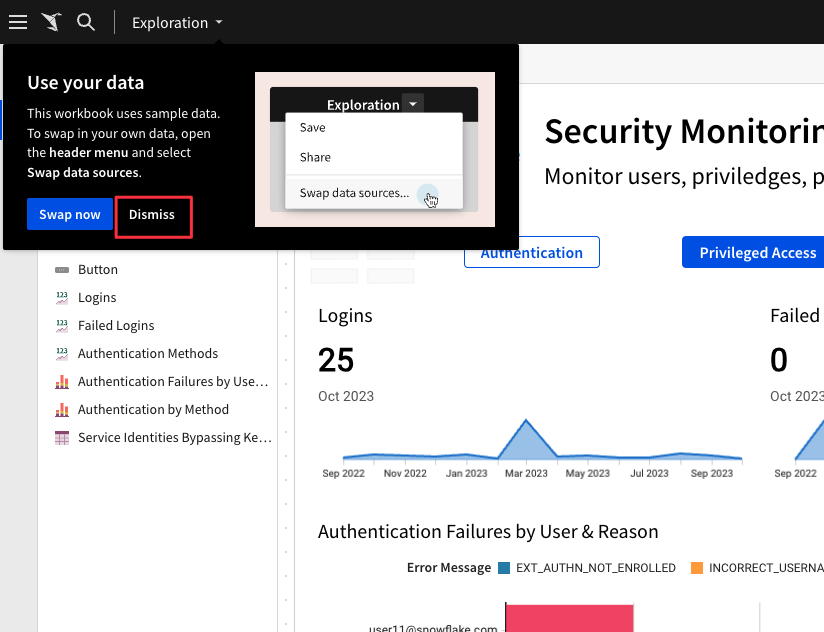 Exploration
Use your data
This workbook uses sample data.
To swap in your own data, open
the header menu and select
Swap data sources.
Swap now
Dismiss
Exploration
Save
Share
Swap data sources...
Security Monitorin
Monitor users, priviledges, p
Authentication
Privileged Access
Button
Logins
Failed Logins
Authentication Methods
Authentication Failures by Use...
Authentication by Method
Service Identities Bypassing Ke...
Logins
25
Oct 2023
Sep 2022 Nov 2022 Jan 2023 Mar 2023 May 2023 Jul 2023 Sep 2023
Failed
0
Oct 2023
Sep 2022
Authentication Failures by User & Reason
Error Message EXT_AUTHN_NOT_ENROLLED INCORRECT_USERNA
user11@snowflake.com